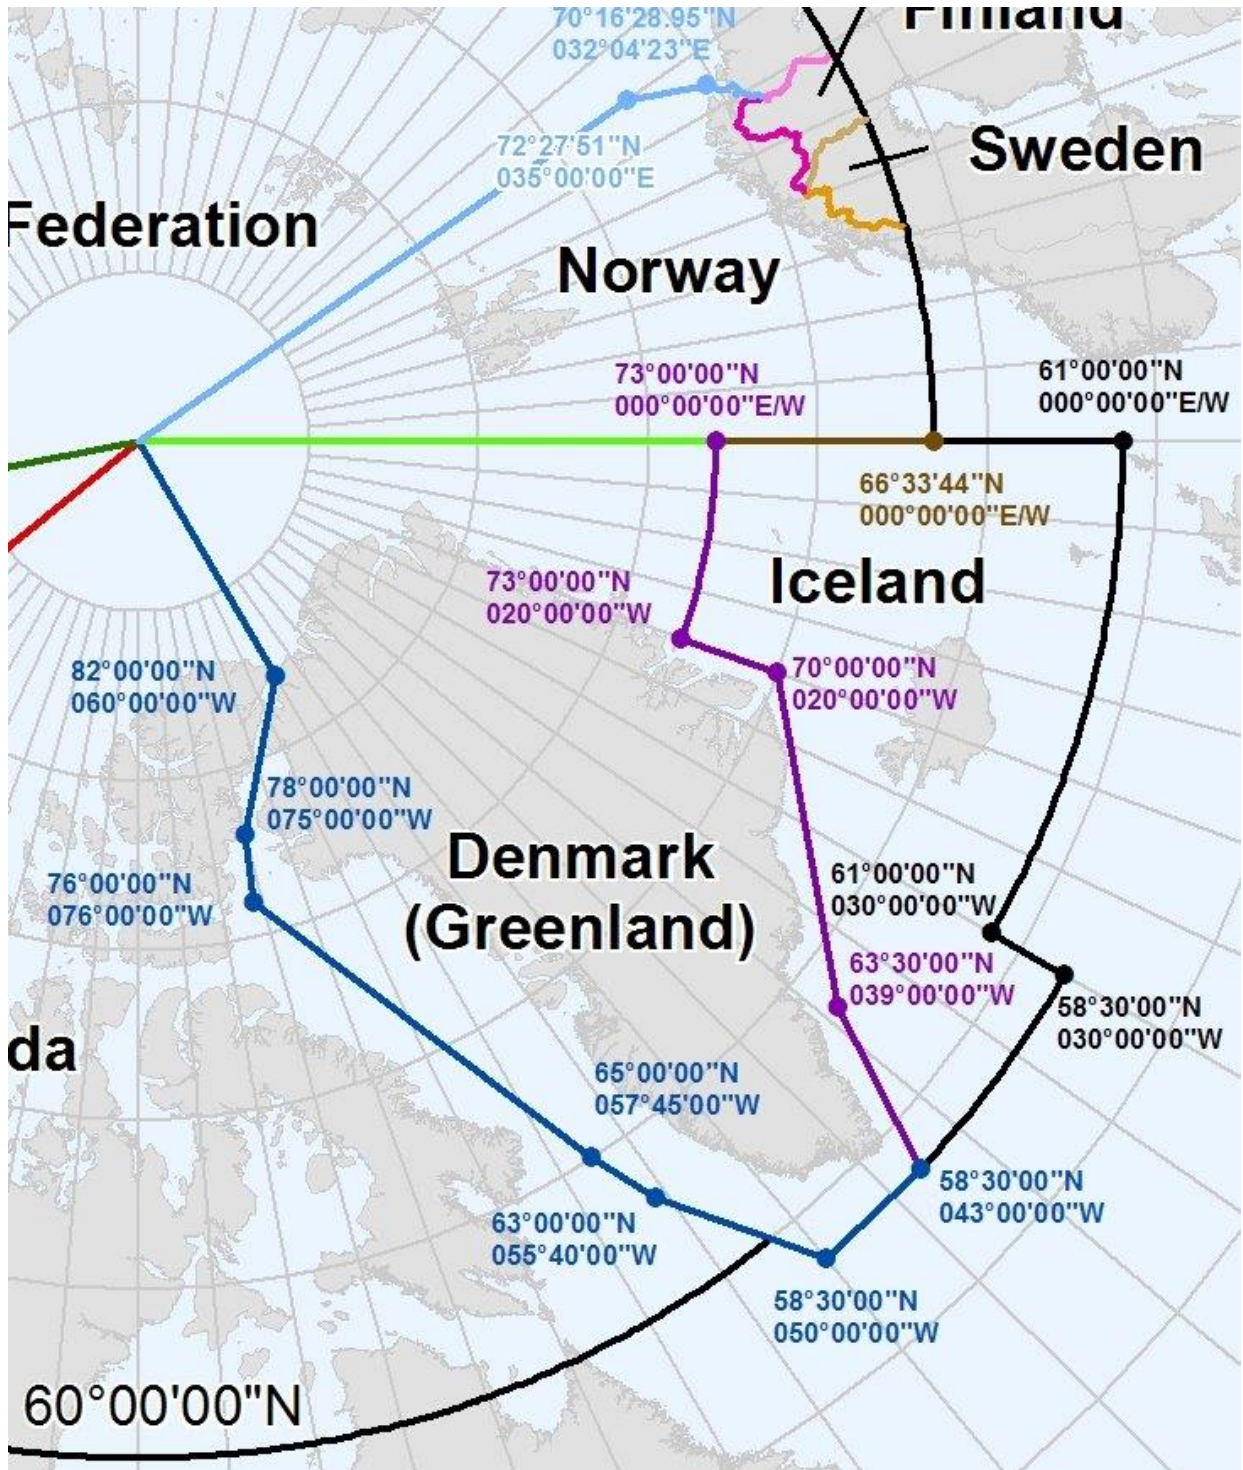 70°16'28.95"N
032°04'23"E
Finland
72°27'51"N
035°00'00"E
Sweden
Federation
Norway
73°00'00"N
000°00'00"E/W
61°00'00"N
000°00'00"E/W
66°33'44"N
000°00'00"E/W
73°00'00"N
020°00'00"W
Iceland
82°00'00"N
060°00'00"W
70°00'00"N
020°00'00"W
78°00'00"N
075°00'00"W
Denmark
(Greenland)
76°00'00"N
076°00'00"W
61°00'00"N
030°00'00"W
63°30'00"N
039°00'00"W
58°30'00"N
030°00'00"W
da
65°00'00"N
057°45'00"W
58°30'00"N
043°00'00"W
63°00'00"N
055°40'00"W
58°30'00"N
050°00'00"W
60°00'00"N